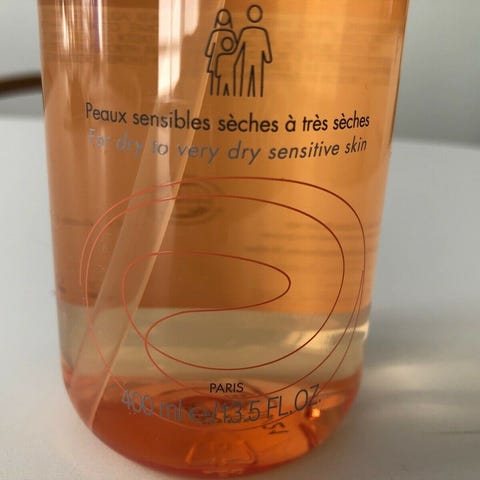 Peaux sensibles sèches à très sèches
For dry to very dry sensitive skin
PARIS
400 ml e / 13.5 FL.OZ.